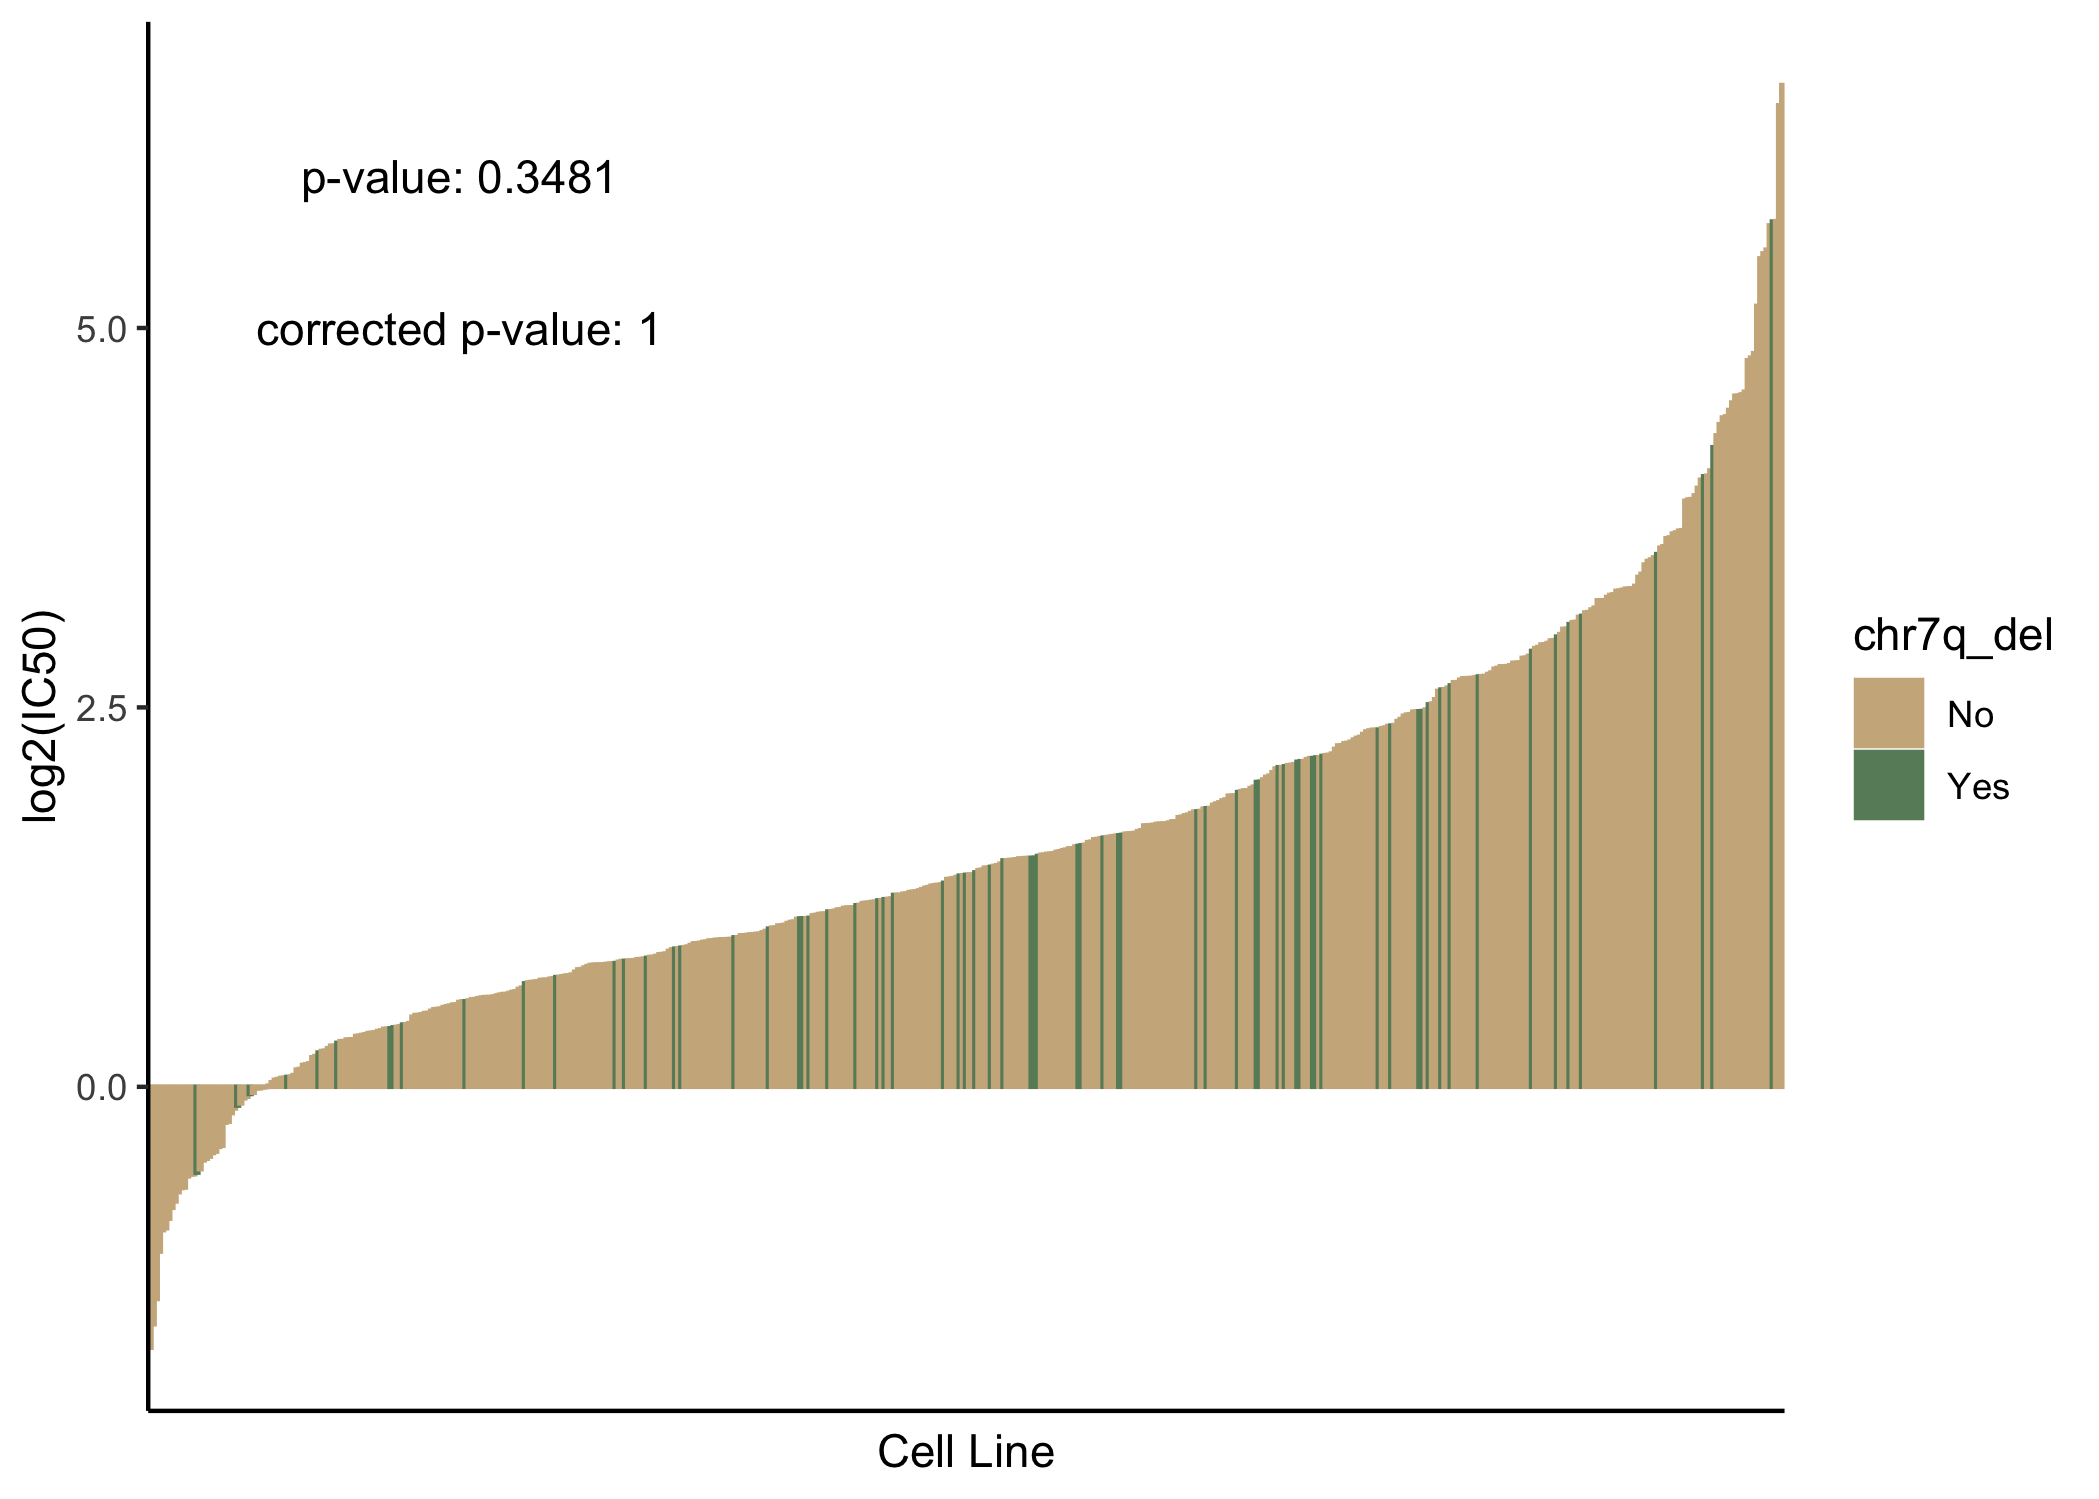 p-value: 0.3481
corrected p-value: 1
5.0
2.5
0.0
log2(IC50)
Cell Line
chr7q_del
No
Yes